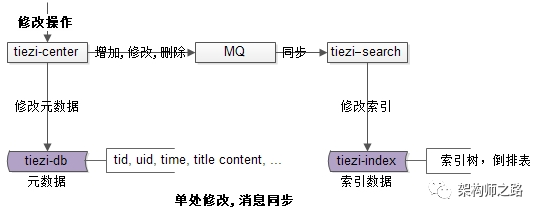 修改操作
tiezi-center
增加, 修改, 删除
MQ
同步
tiezi–search
修改元数据
修改索引
tiezi-db
tid, uid, time, title content, ...
tiezi-index
索引树，倒排表
元数据
索引数据
单处修改, 消息同步
架构师之路